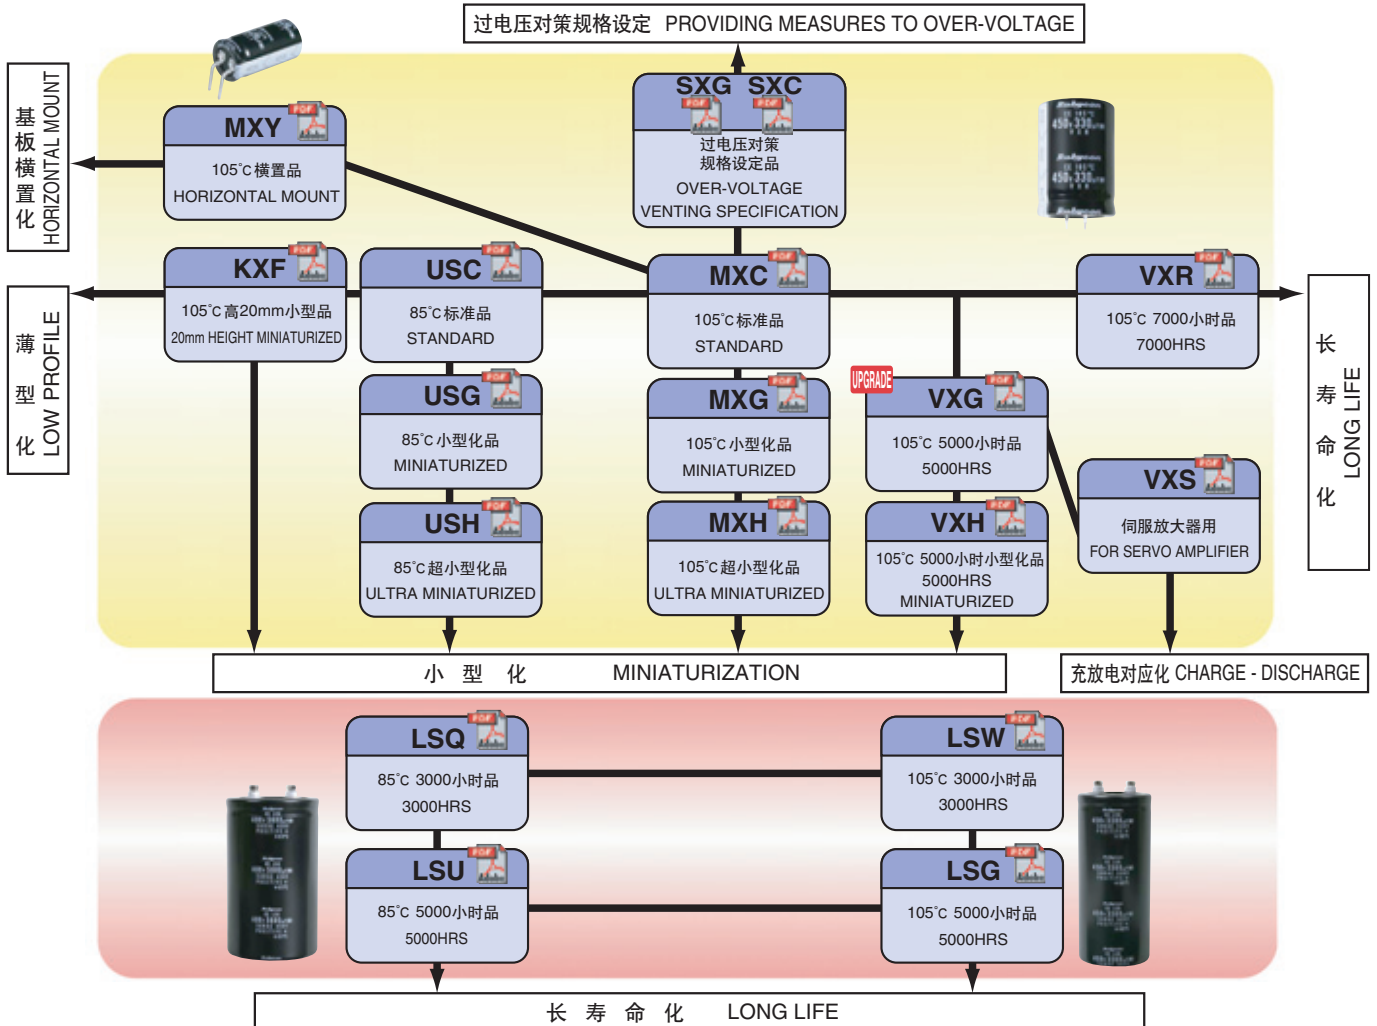 过电压对策规格设定 PROVIDING MEASURES TO OVER-VOLTAGE
基板横置化
HORIZONTAL MOUNT
MXY
105℃横置品
HORIZONTAL MOUNT
SXG SXC
过电压对策
规格设定品
OVER-VOLTAGE
VENTING SPECIFICATION
薄型化
LOW PROFILE
KXF
105℃高20mm小型品
20mm HEIGHT MINIATURIZED
USC
85℃标准品
STANDARD
MXC
105℃标准品
STANDARD
VXR
105℃ 7000小时品
7000HRS
长寿命化
LONG LIFE
USG
85℃小型化品
MINIATURIZED
MXG
105℃小型化品
MINIATURIZED
UPGRADE
VXG
105℃ 5000小时品
5000HRS
VXS
伺服放大器用
FOR SERVO AMPLIFIER
USH
85℃超小型化品
ULTRA MINIATURIZED
MXH
105℃超小型化品
ULTRA MINIATURIZED
VXH
105℃ 5000小时小型化品
5000HRS
MINIATURIZED
小型化 MINIATURIZATION
充放电对应化 CHARGE - DISCHARGE
LSQ
85℃ 3000小时品
3000HRS
LSW
105℃ 3000小时品
3000HRS
LSU
85℃ 5000小时品
5000HRS
LSG
105℃ 5000小时品
5000HRS
长寿命化 LONG LIFE